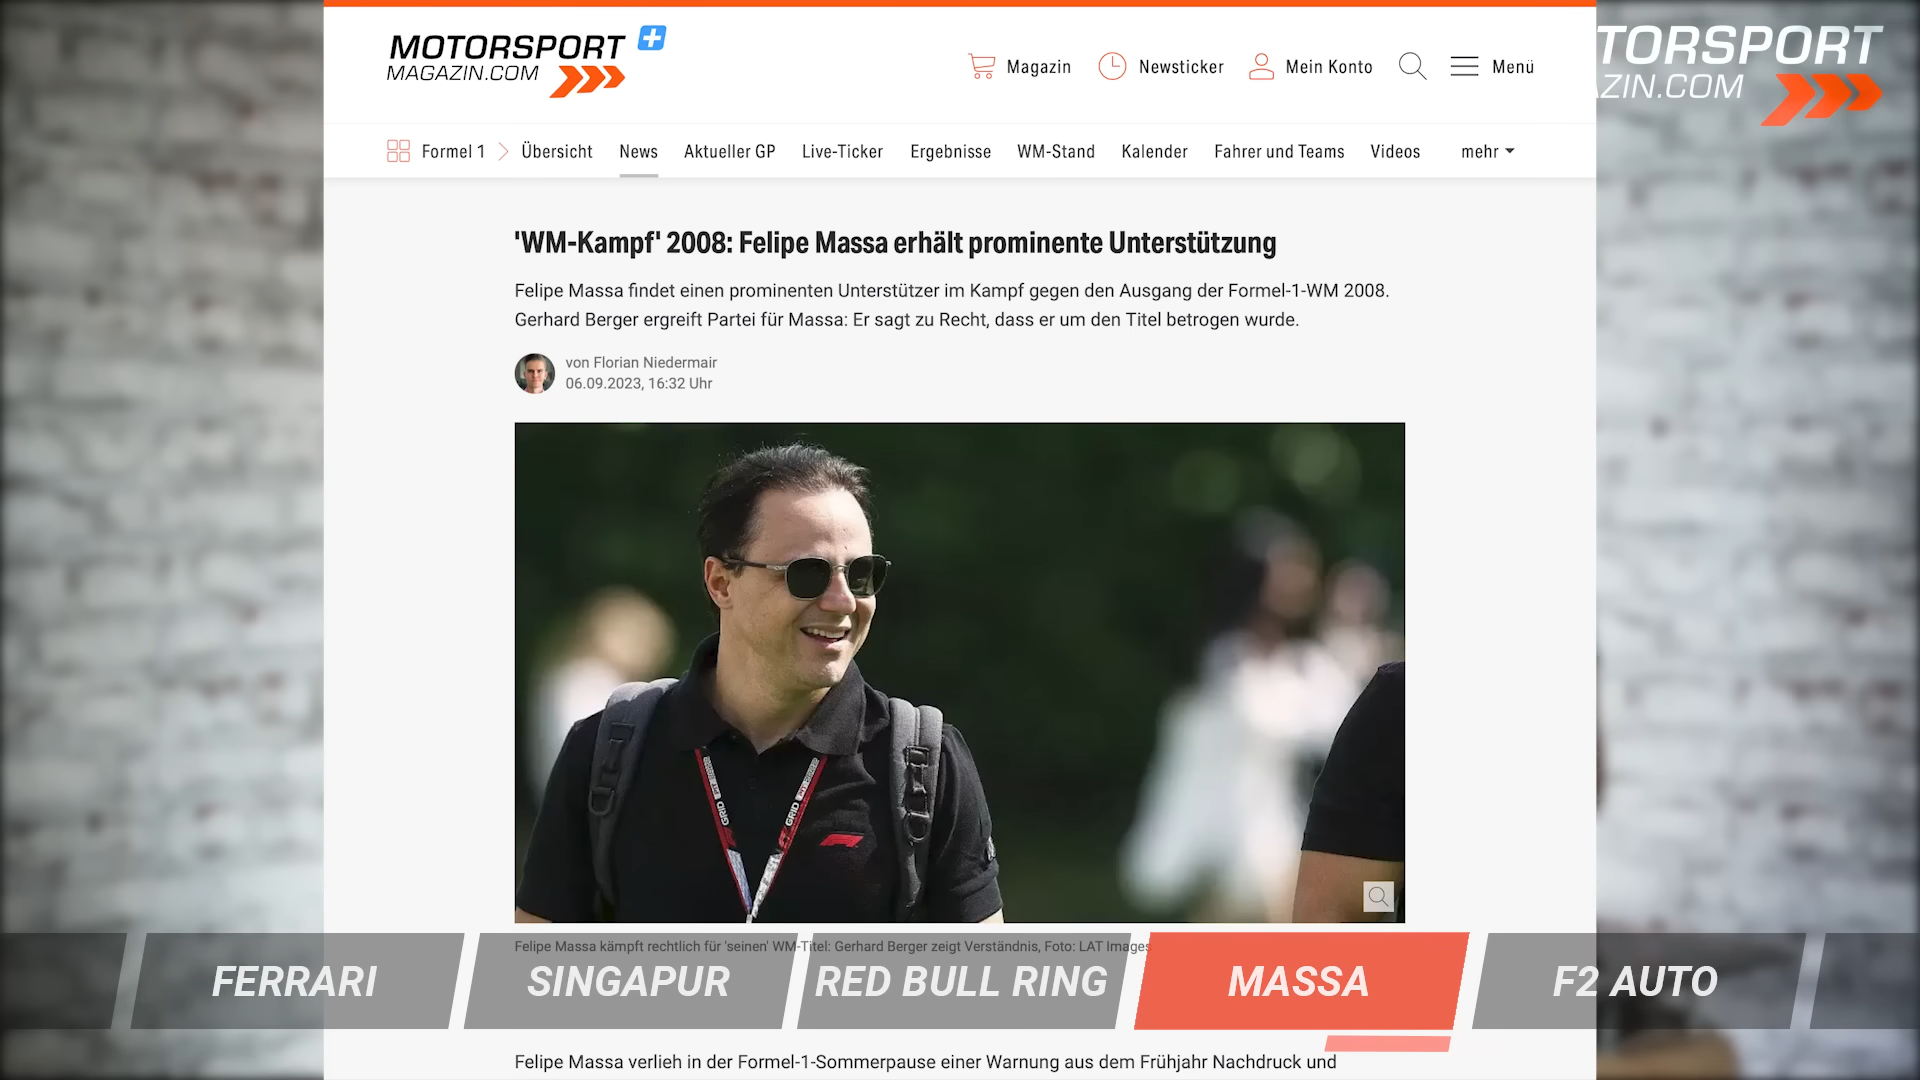 MOTORSPORT
MAGAZIN.COM
Magazin
Newsticker
Mein Konto
Menü
TORSPORT
ZIN.COM
Formel 1
Übersicht
News
Aktueller GP
Live-Ticker
Ergebnisse
WM-Stand
Kalender
Fahrer und Teams
Videos
mehr
'WM-Kampf' 2008: Felipe Massa erhält prominente Unterstützung
Felipe Massa findet einen prominenten Unterstützer im Kampf gegen den Ausgang der Formel-1-WM 2008.
Gerhard Berger ergreift Partei für Massa: Er sagt zu Recht, dass er um den Titel betrogen wurde.
von Florian Niedermair
06.09.2023, 16:32 Uhr
GRID
GRID
F1
Felipe Massa kämpft rechtlich für 'seinen' WM-Titel: Gerhard Berger zeigt Verständnis, Foto: LAT Images
FERRARI
SINGAPUR
RED BULL RING
MASSA
F2 AUTO
Felipe Massa verlieh in der Formel-1-Sommerpause einer Warnung aus dem Frühjahr Nachdruck und